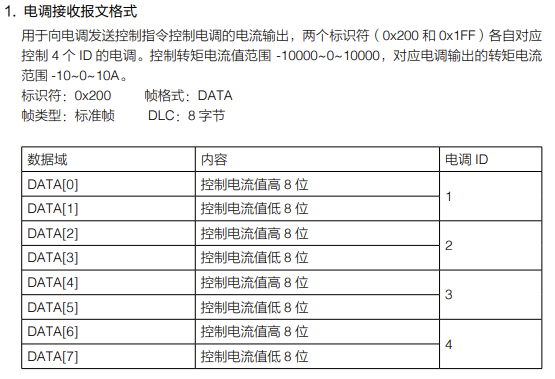 1. 电调接收报文格式
用于向电调发送控制指令控制电调的电流输出，两个标识符（0x200 和 0x1FF）各自对应
控制 4 个 ID 的电调。控制转矩电流值范围 -10000~0~10000，对应电调输出的转矩电流
范围 -10~0~10A。
标识符：0x200 帧格式：DATA
帧类型：标准帧 DLC：8 字节
数据域 内容 电调 ID
DATA[0] 控制电流值高 8 位 1
DATA[1] 控制电流值低 8 位
DATA[2] 控制电流值高 8 位 2
DATA[3] 控制电流值低 8 位
DATA[4] 控制电流值高 8 位 3
DATA[5] 控制电流值低 8 位
DATA[6] 控制电流值高 8 位 4
DATA[7] 控制电流值低 8 位